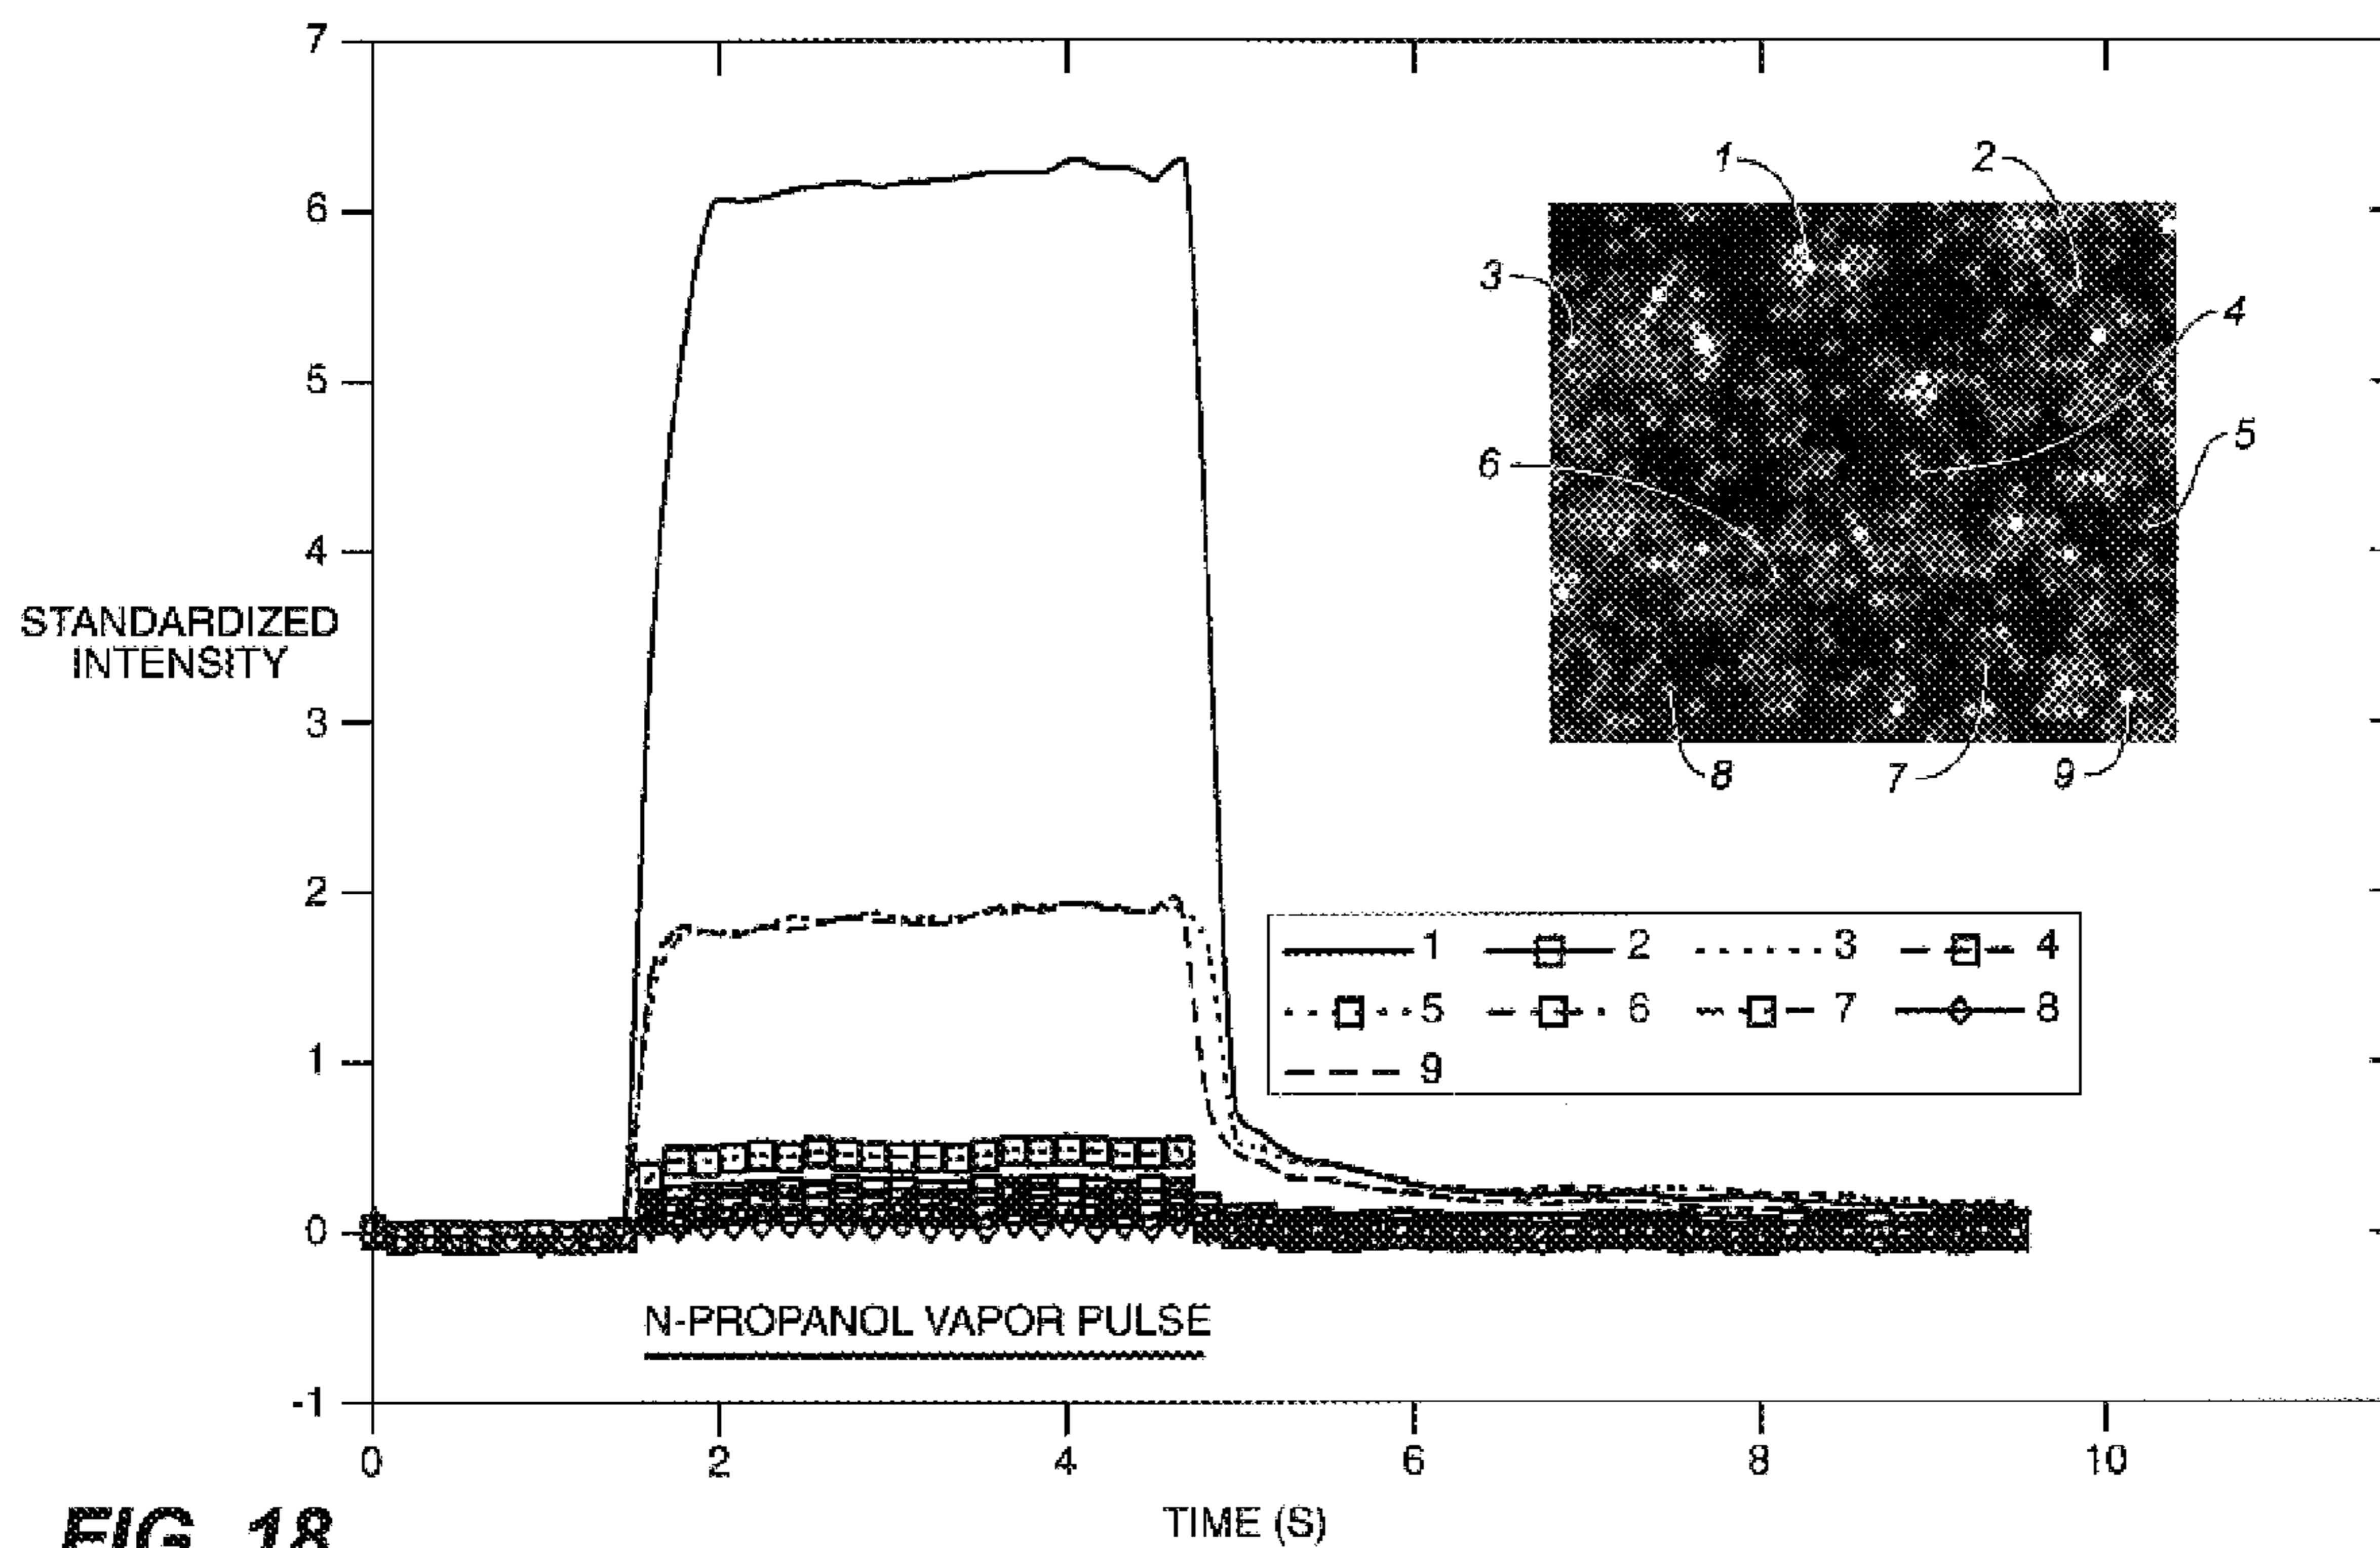 7
6
5
4
3
2
1
0
-1
STANDARDIZED
INTENSITY
1
2
3
4
5
6
7
8
9
1 2 3 4
5 6 7 8
9
N-PROPANOL VAPOR PULSE
0 2 4 6 8 10
TIME (S)
FIG. 18